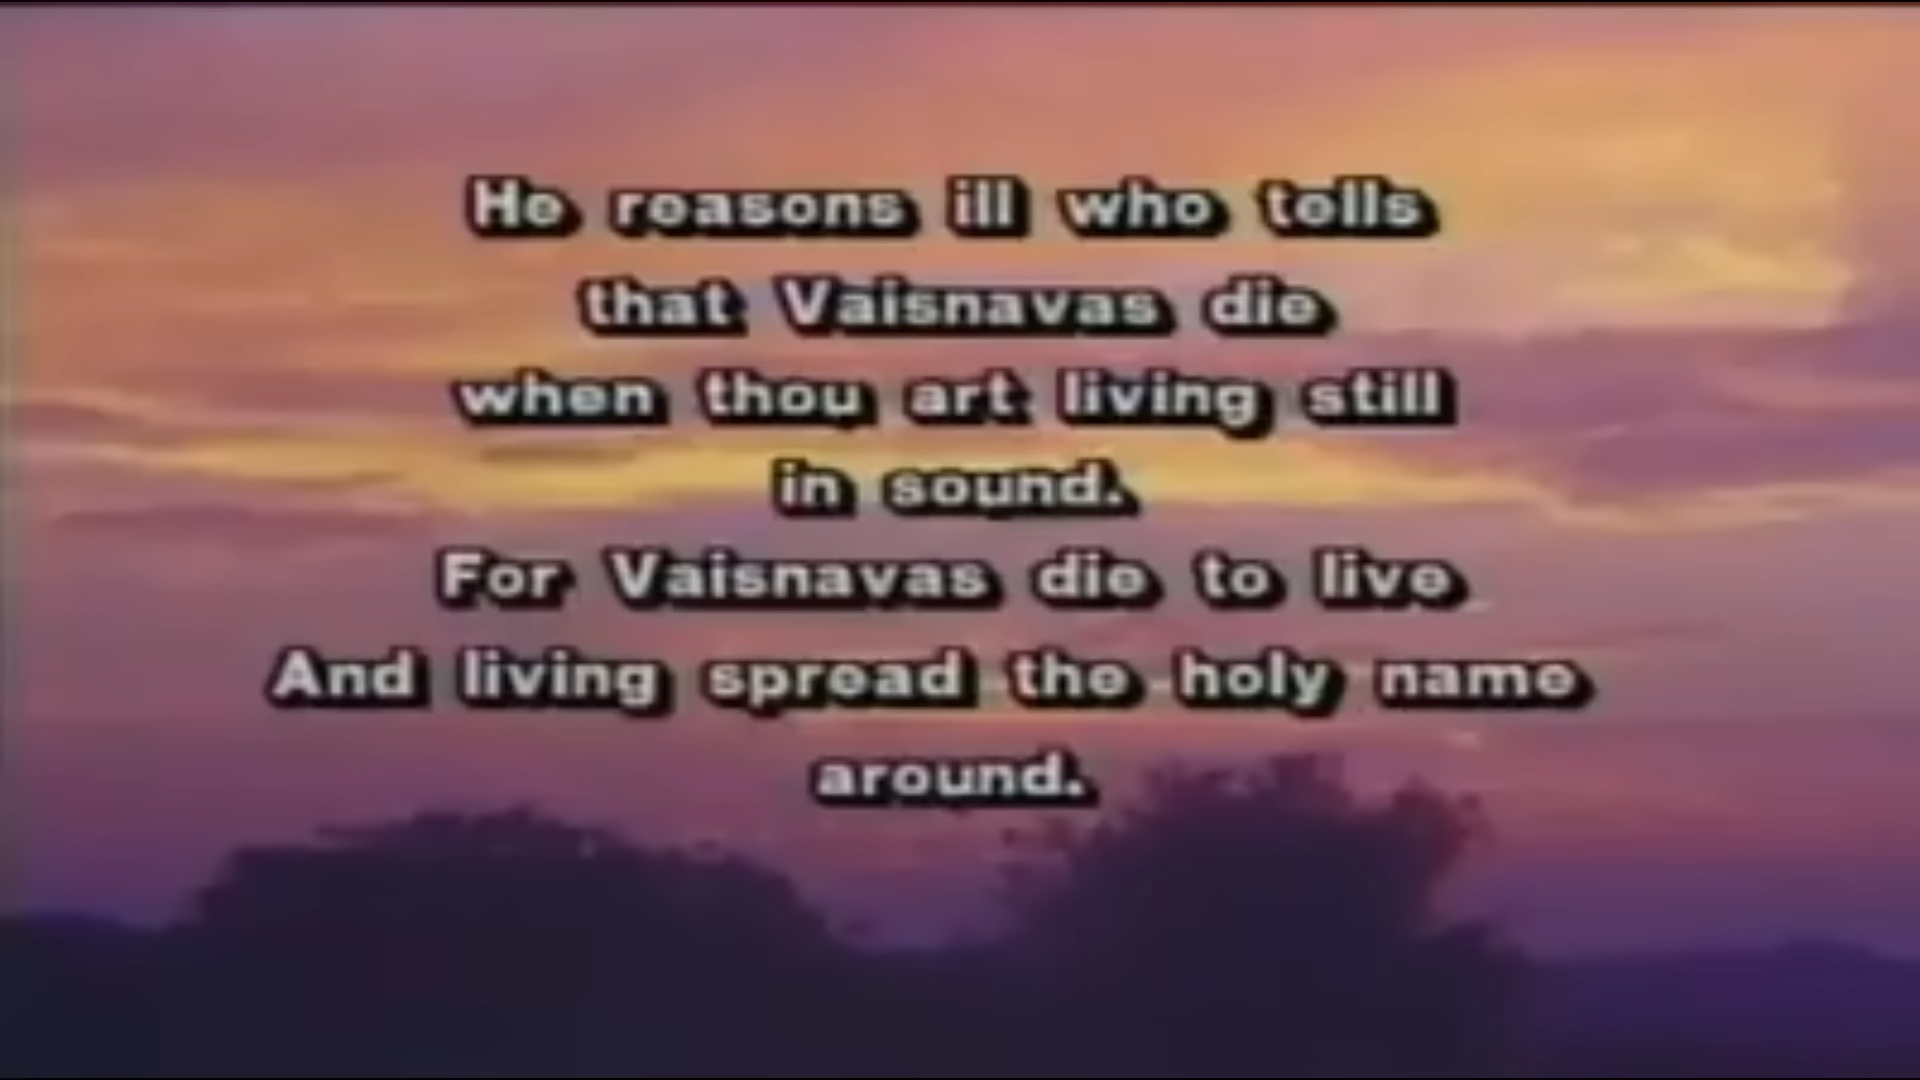 He reasons ill who tells
that Vaisnavas die
when thou art living still
in sound.
For Vaisnavas die to live
And living spread the holy name
around.